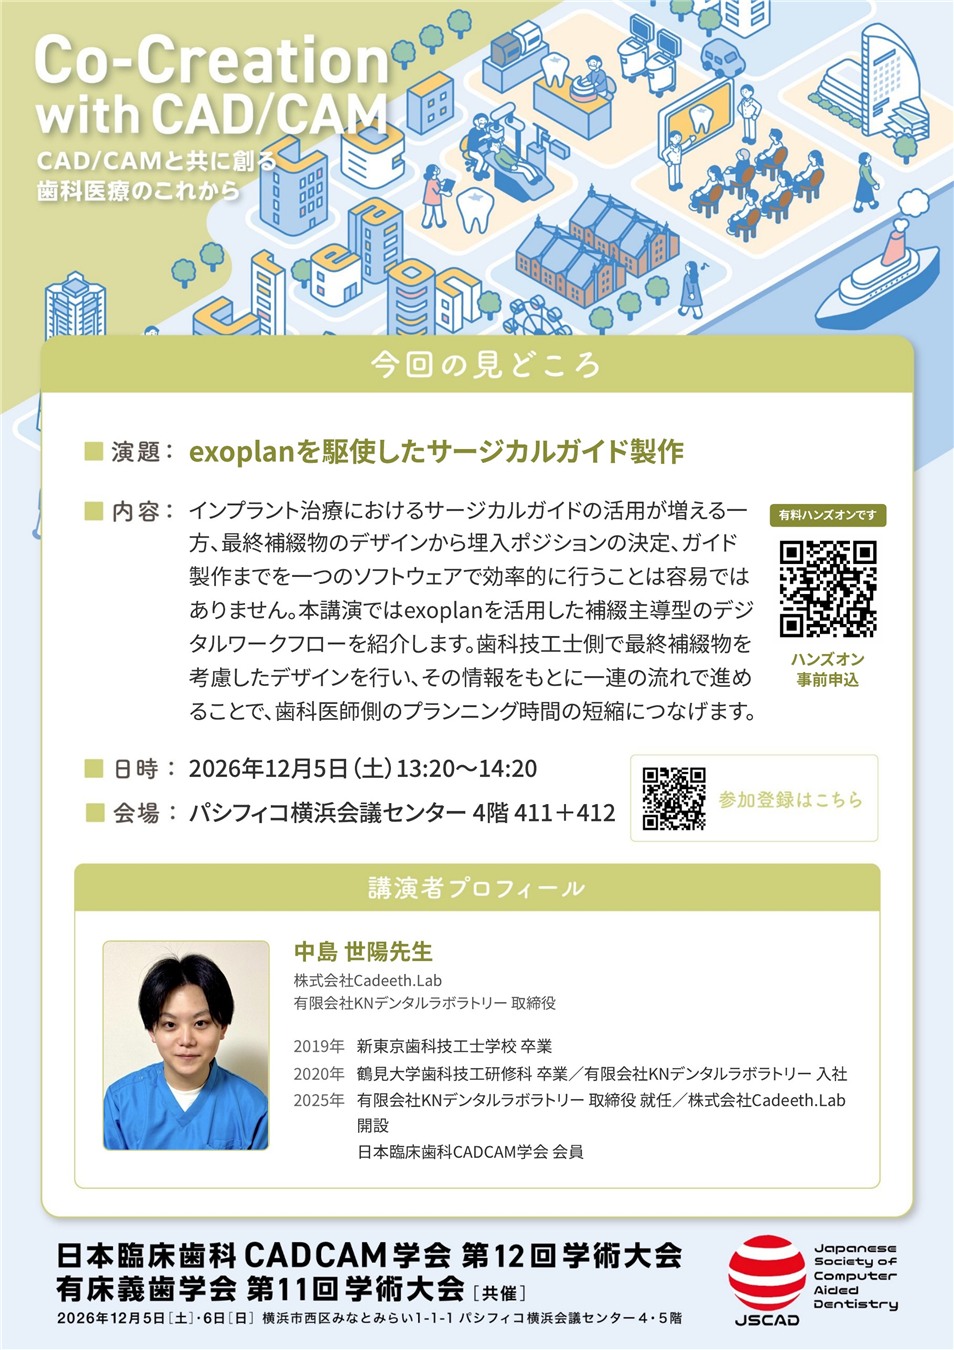 Co-Creation
with CAD/CAM
CAD/CAMと共に創る
歯科医療のこれから
今回の見どころ
演題：exoplanを駆使したサージカルガイド製作
内容：インプラント治療におけるサージカルガイドの活用が増える一
方、最終補綴物のデザインから埋入ポジションの決定、ガイド
製作までを一つのソフトウェアで効率的に行うことは容易では
ありません。本講演ではexoplanを活用した補綴主導型のデジ
タルワークフローを紹介します。歯科技工士側で最終補綴物を
考慮したデザインを行い、その情報をもとに一連の流れで進め
ることで、歯科医師側のプランニング時間の短縮につなげます。
有料ハンズオンです
ハンズオン
事前申込
日時：2026年12月5日（土）13:20〜14:20
会場：パシフィコ横浜会議センター 4階 411＋412
参加登録はこちら
講演者プロフィール
中島 世陽先生
株式会社Cadeeth.Lab
有限会社KNデンタルラボラトリー 取締役
2019年 新東京歯科技工士学校 卒業
2020年 鶴見大学歯科技工研修科 卒業／有限会社KNデンタルラボラトリー 入社
2025年 有限会社KNデンタルラボラトリー 取締役 就任／株式会社Cadeeth.Lab
開設
日本臨床歯科CADCAM学会 会員
日本臨床歯科CADCAM学会 第12回学術大会
有床義歯学会 第11回学術大会［共催］
2026年12月5日［土］・6日［日］ 横浜市西区みなとみらい1-1-1 パシフィコ横浜会議センター4・5階
JSCAD
Japanese
Society of
Computer
Aided
Dentistry